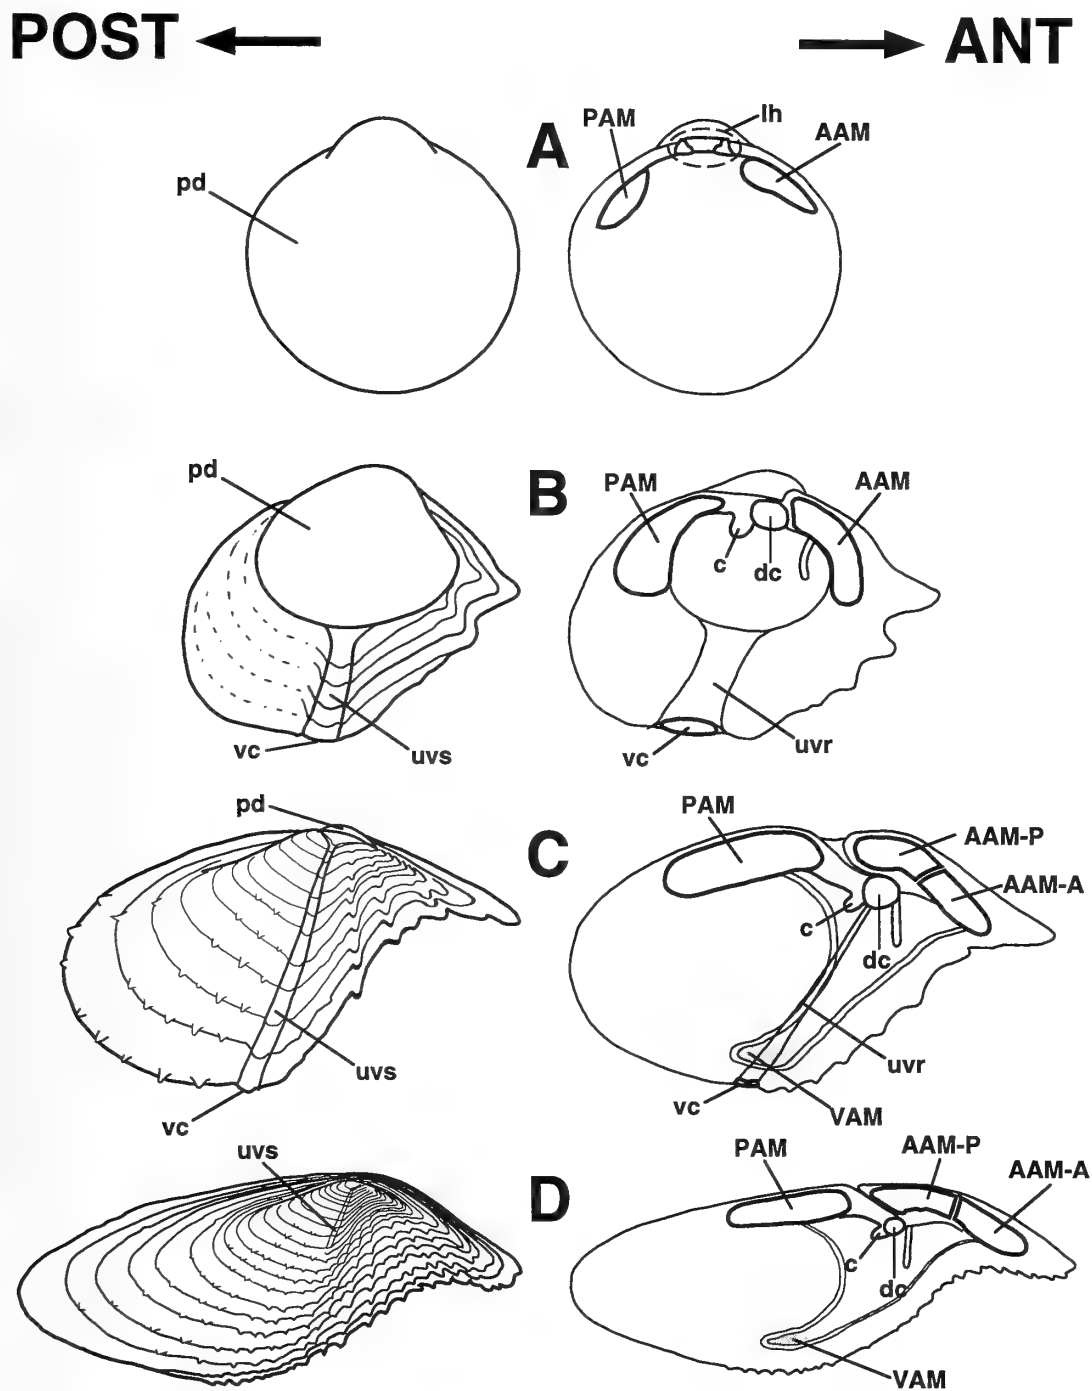 POST ANT
A
PAM lh AAM
pd
B
pd PAM AAM
c dc
vc uvs vc uvr
C
pd PAM AAM-P
AAM-A
c dc
uvs uvr
vc vc VAM
D
uvs PAM AAM-P AAM-A
c dc
VAM